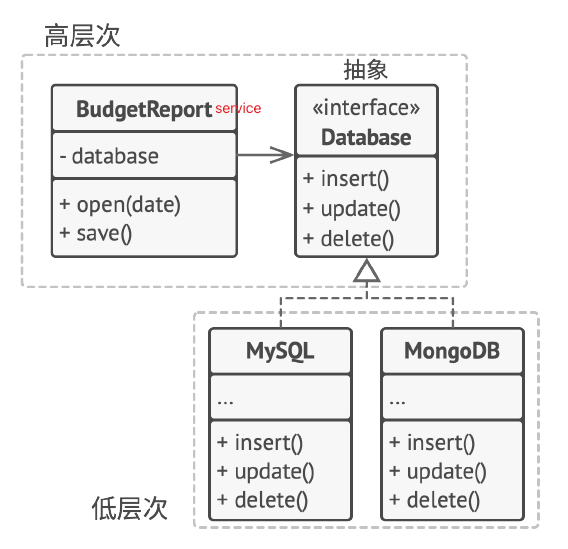 高层次
抽象
BudgetReport service
- database
+ open(date)
+ save()
«interface»
Database
+ insert()
+ update()
+ delete()
MySQL
...
+ insert()
+ update()
+ delete()
MongoDB
...
+ insert()
+ update()
+ delete()
低层次